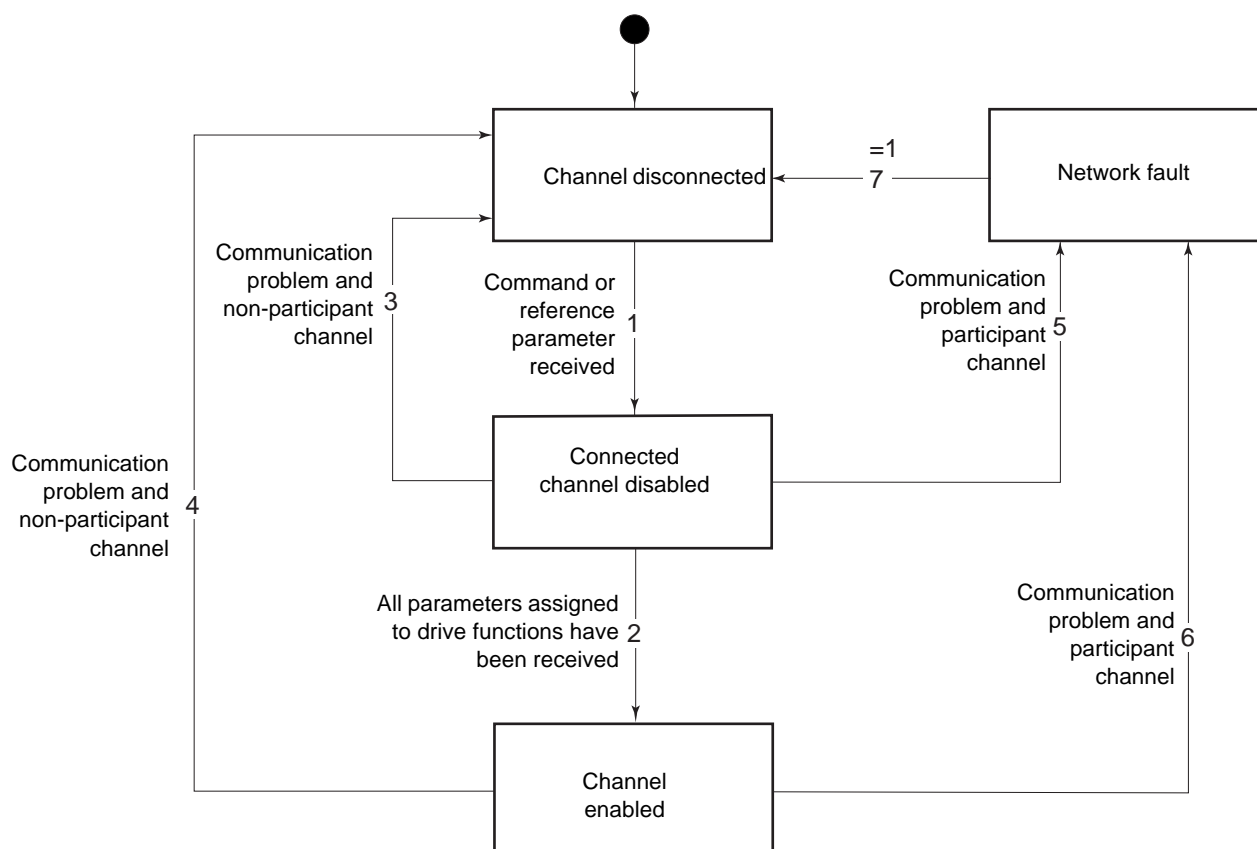 =1
7
Channel disconnected
Network fault
Communication
problem and
non-participant
channel
3
Command or
reference
parameter
received
1
Communication
problem and
participant
channel
5
Connected
channel disabled
Communication
problem and
non-participant
channel
4
All parameters assigned
to drive functions have
been received
2
Communication
problem and
participant
channel
6
Channel
enabled